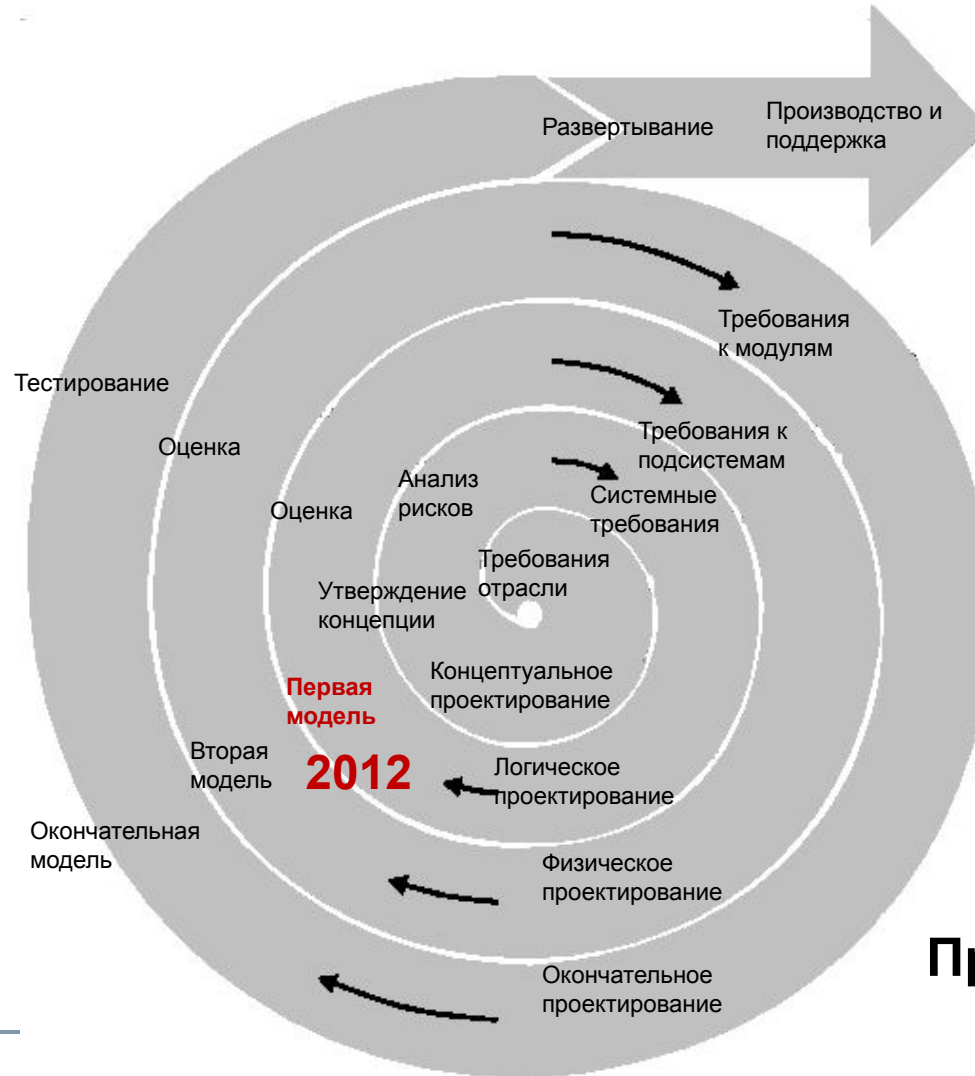 Развертывание
Производство и
поддержка
Требования
к модулям
Тестирование
Оценка
Требования к
подсистемам
Анализ
рисков
Системные
требования
Оценка
Требования
отрасли
Утверждение
концепции
Концептуальное
проектирование
Первая
модель
2012
Вторая
модель
Логическое
проектирование
Окончательная
модель
Физическое
проектирование
Окончательное
проектирование